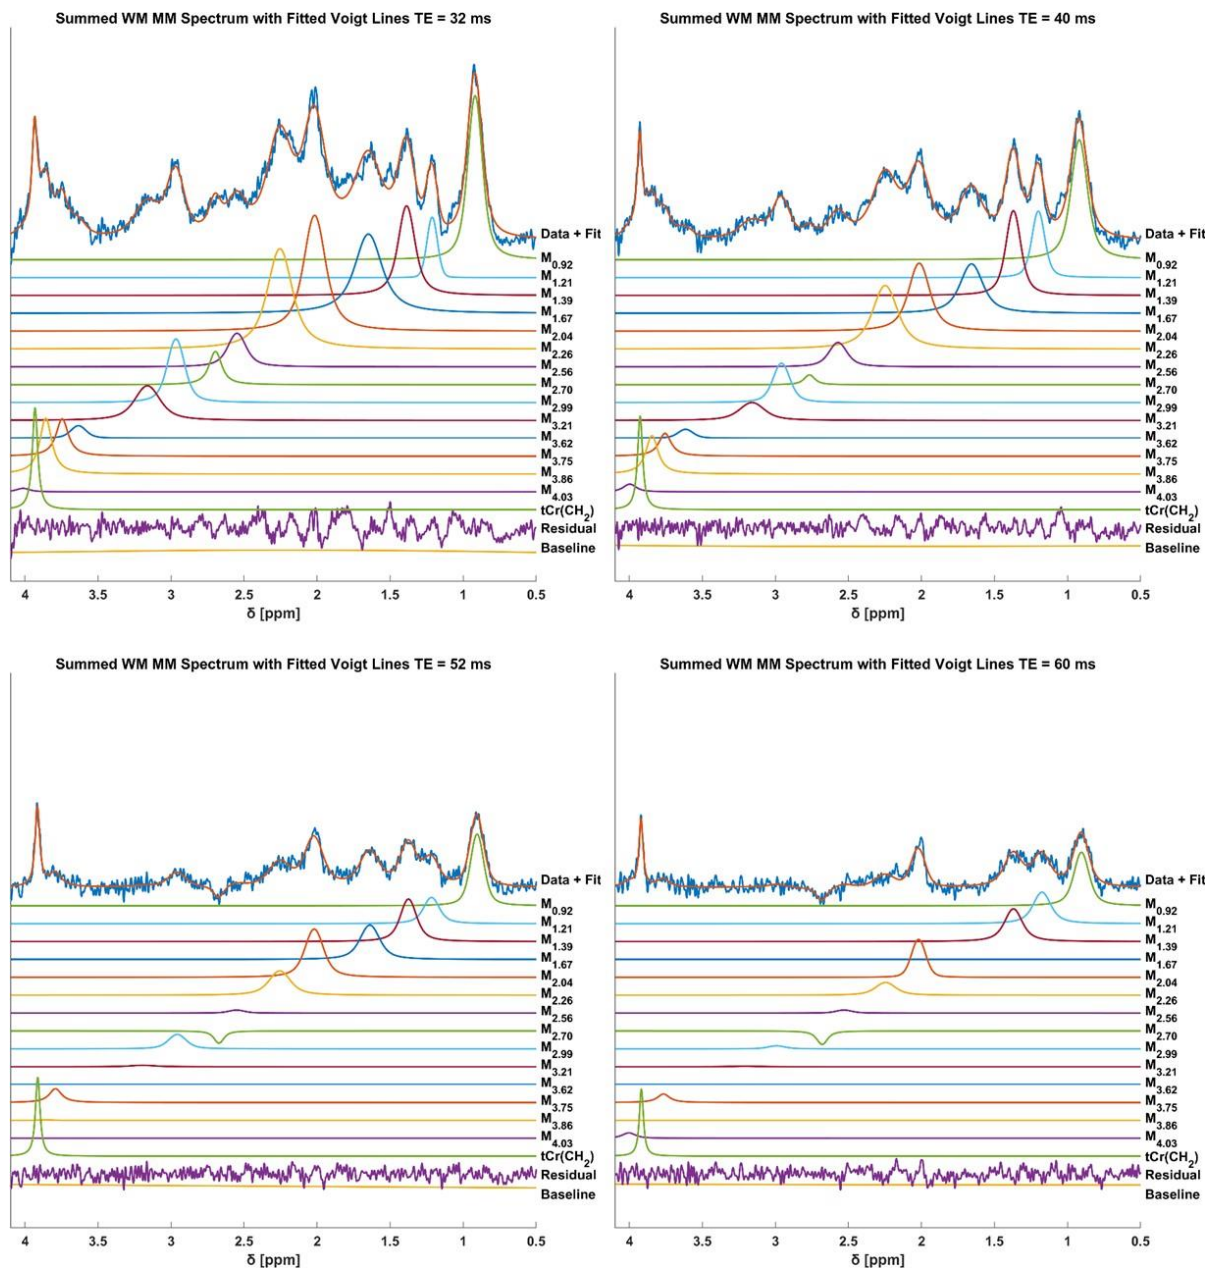 Summed WM MM Spectrum with Fitted Voigt Lines TE = 32 ms
Data + Fit
M0.92
M1.21
M1.39
M1.67
M2.04
M2.26
M2.56
M2.70
M2.99
M3.21
M3.62
M3.75
M3.86
M4.03
tCr(CH2)
Residual
Baseline
4 3.5 3 2.5 2 1.5 1 0.5
δ [ppm]
Summed WM MM Spectrum with Fitted Voigt Lines TE = 40 ms
Data + Fit
M0.92
M1.21
M1.39
M1.67
M2.04
M2.26
M2.56
M2.70
M2.99
M3.21
M3.62
M3.75
M3.86
M4.03
tCr(CH2)
Residual
Baseline
4 3.5 3 2.5 2 1.5 1 0.5
δ [ppm]
Summed WM MM Spectrum with Fitted Voigt Lines TE = 52 ms
Data + Fit
M0.92
M1.21
M1.39
M1.67
M2.04
M2.26
M2.56
M2.70
M2.99
M3.21
M3.62
M3.75
M3.86
M4.03
tCr(CH2)
Residual
Baseline
4 3.5 3 2.5 2 1.5 1 0.5
δ [ppm]
Summed WM MM Spectrum with Fitted Voigt Lines TE = 60 ms
Data + Fit
M0.92
M1.21
M1.39
M1.67
M2.04
M2.26
M2.56
M2.70
M2.99
M3.21
M3.62
M3.75
M3.86
M4.03
tCr(CH2)
Residual
Baseline
4 3.5 3 2.5 2 1.5 1 0.5
δ [ppm]